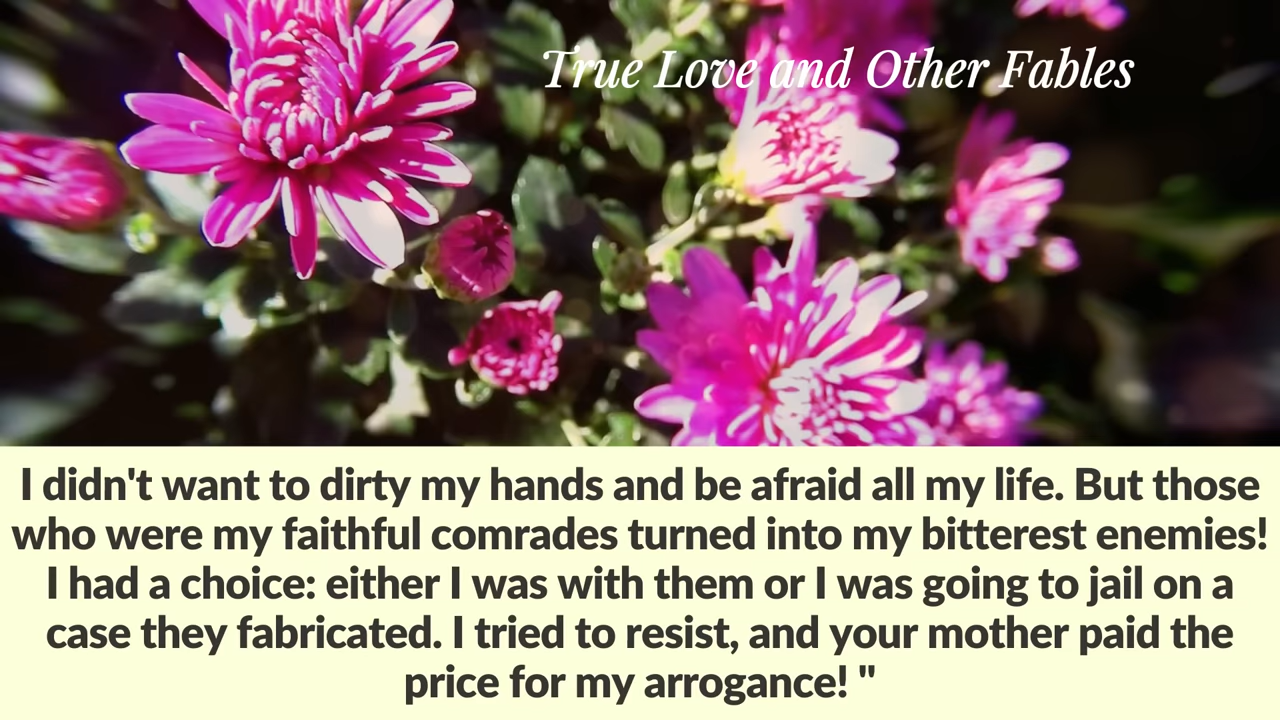 True Love and Other Fables
I didn't want to dirty my hands and be afraid all my life. But those
who were my faithful comrades turned into my bitterest enemies!
I had a choice: either I was with them or I was going to jail on a
case they fabricated. I tried to resist, and your mother paid the
price for my arrogance! "